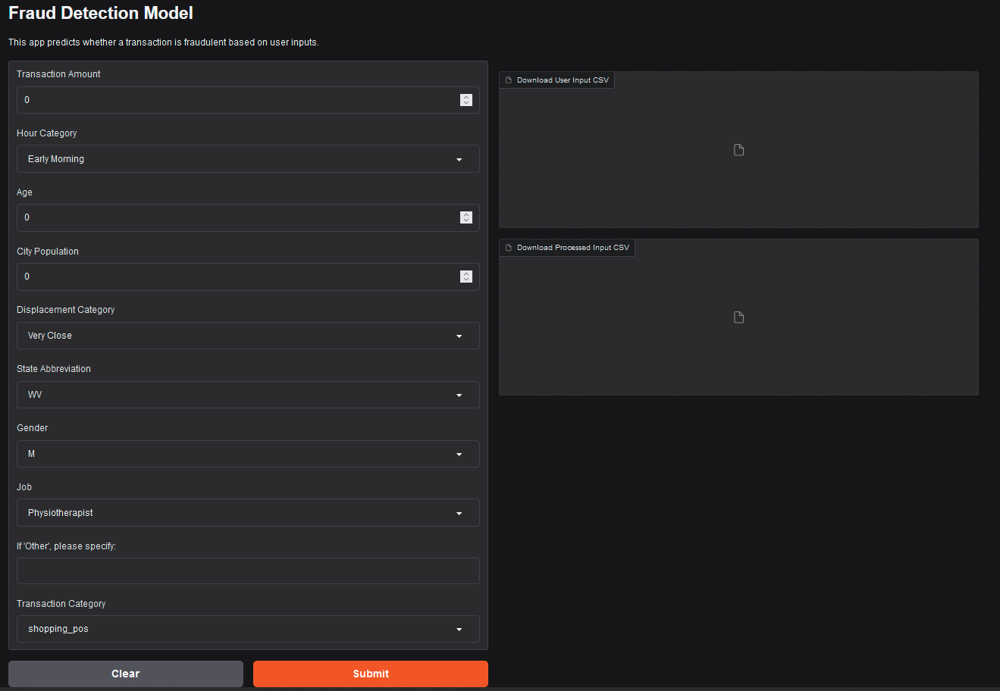 Fraud Detection Model
This app predicts whether a transaction is fraudulent based on user inputs.
Transaction Amount
0
Hour Category
Early Morning
Age
0
City Population
0
Displacement Category
Very Close
State Abbreviation
WV
Gender
M
Job
Physiotherapist
If 'Other', please specify:
Transaction Category
shopping_pos
Clear
Submit
Download User Input CSV
Download Processed Input CSV